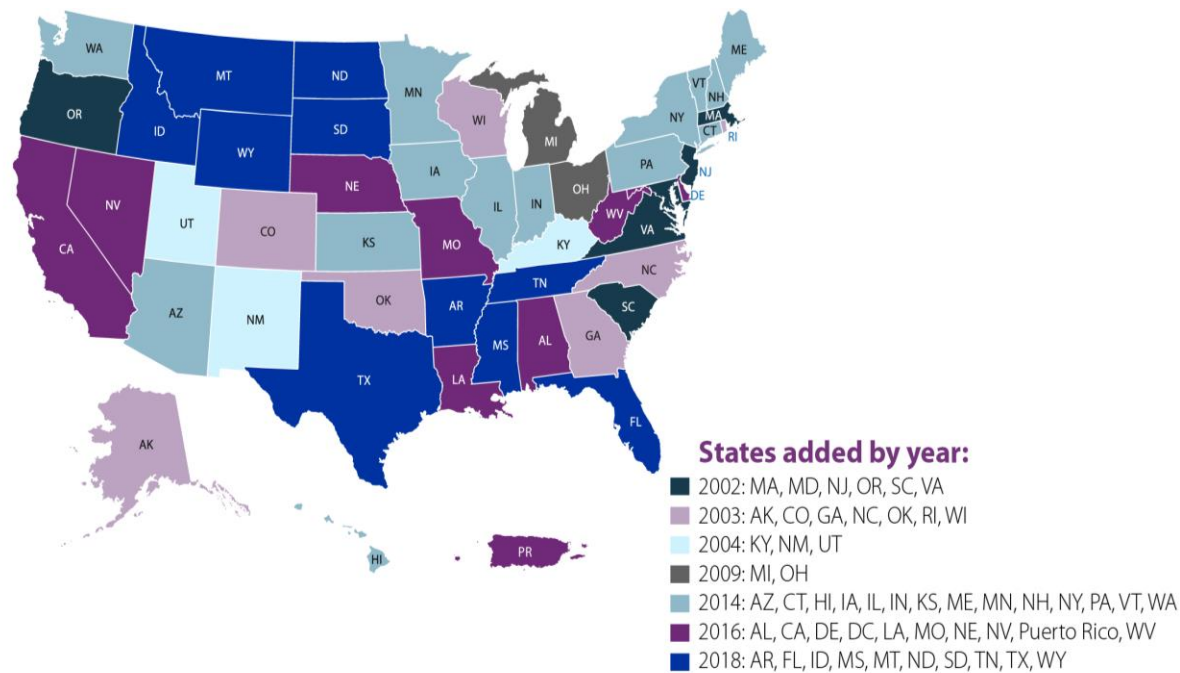 WA
MT
ND
MN
ME
VT
NH
OR
ID
SD
WI
NY
MA
CT
RI
WY
MI
IA
PA
NJ
NE
OH
DE
NV
IL
IN
WV
UT
CO
VA
CA
KS
MO
KY
NC
TN
OK
AZ
NM
AR
SC
MS
AL
GA
TX
LA
FL
AK
HI
PR
States added by year:
2002: MA, MD, NJ, OR, SC, VA
2003: AK, CO, GA, NC, OK, RI, WI
2004: KY, NM, UT
2009: MI, OH
2014: AZ, CT, HI, IA, IL, IN, KS, ME, MN, NH, NY, PA, VT, WA
2016: AL, CA, DE, DC, LA, MO, NE, NV, Puerto Rico, WV
2018: AR, FL, ID, MS, MT, ND, SD, TN, TX, WY